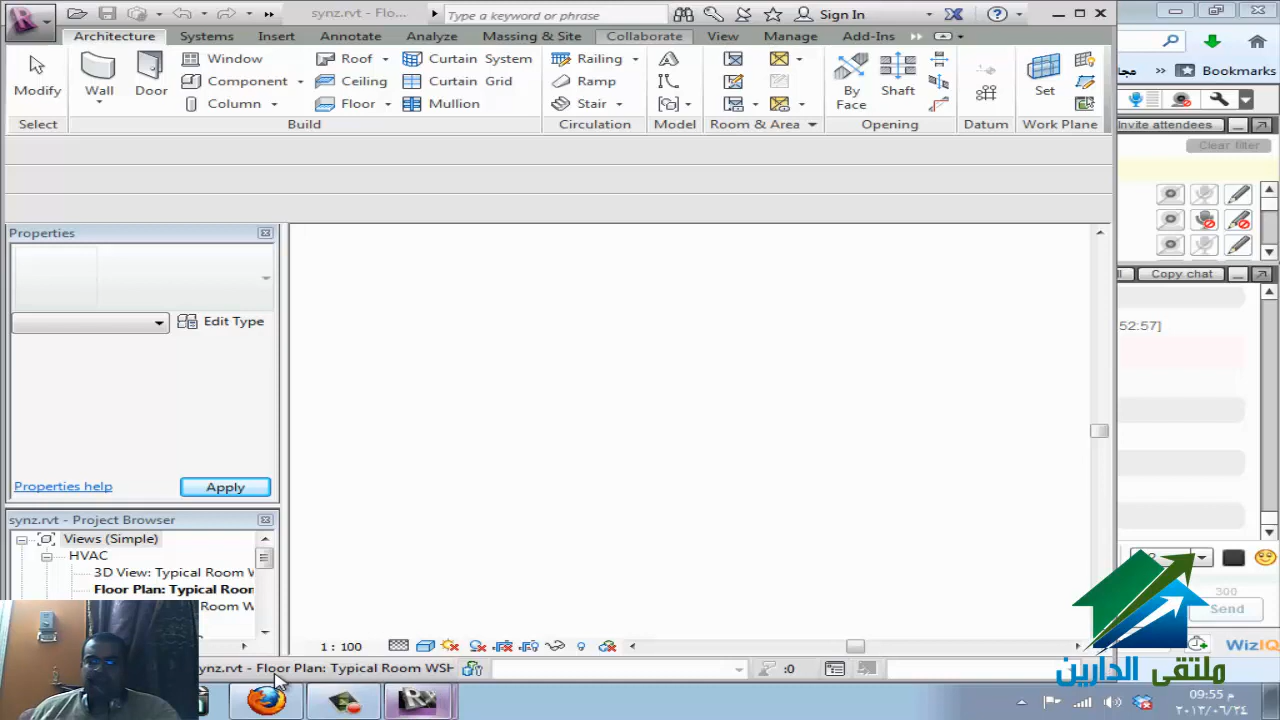 synz.rvt - Flo...
Type a keyword or phrase
Sign In
Architecture Systems Insert Annotate Analyze Massing & Site Collaborate View Manage Add-Ins
Bookmarks
Modify
Wall
Door
Window
Component
Column
Roof
Ceiling
Floor
Curtain System
Curtain Grid
Mullion
Railing
Ramp
Stair
By Face
Shaft
Set
Select Build Circulation Model Room & Area Opening Datum Work Plane
Invite attendees
Clear filter
Properties
Edit Type
Properties help
Apply
Copy chat
52:57]
synz.rvt - Project Browser
Views (Simple)
HVAC
3D View: Typical Room W
Floor Plan: Typical Roon
Room W
1 : 100
ynz.rvt - Floor Plan: Typical Room WSH
:0
300
Send
WizIQ
ملتقى الدارين
09:55 م
٢٠١٣/٠٦/٢٤